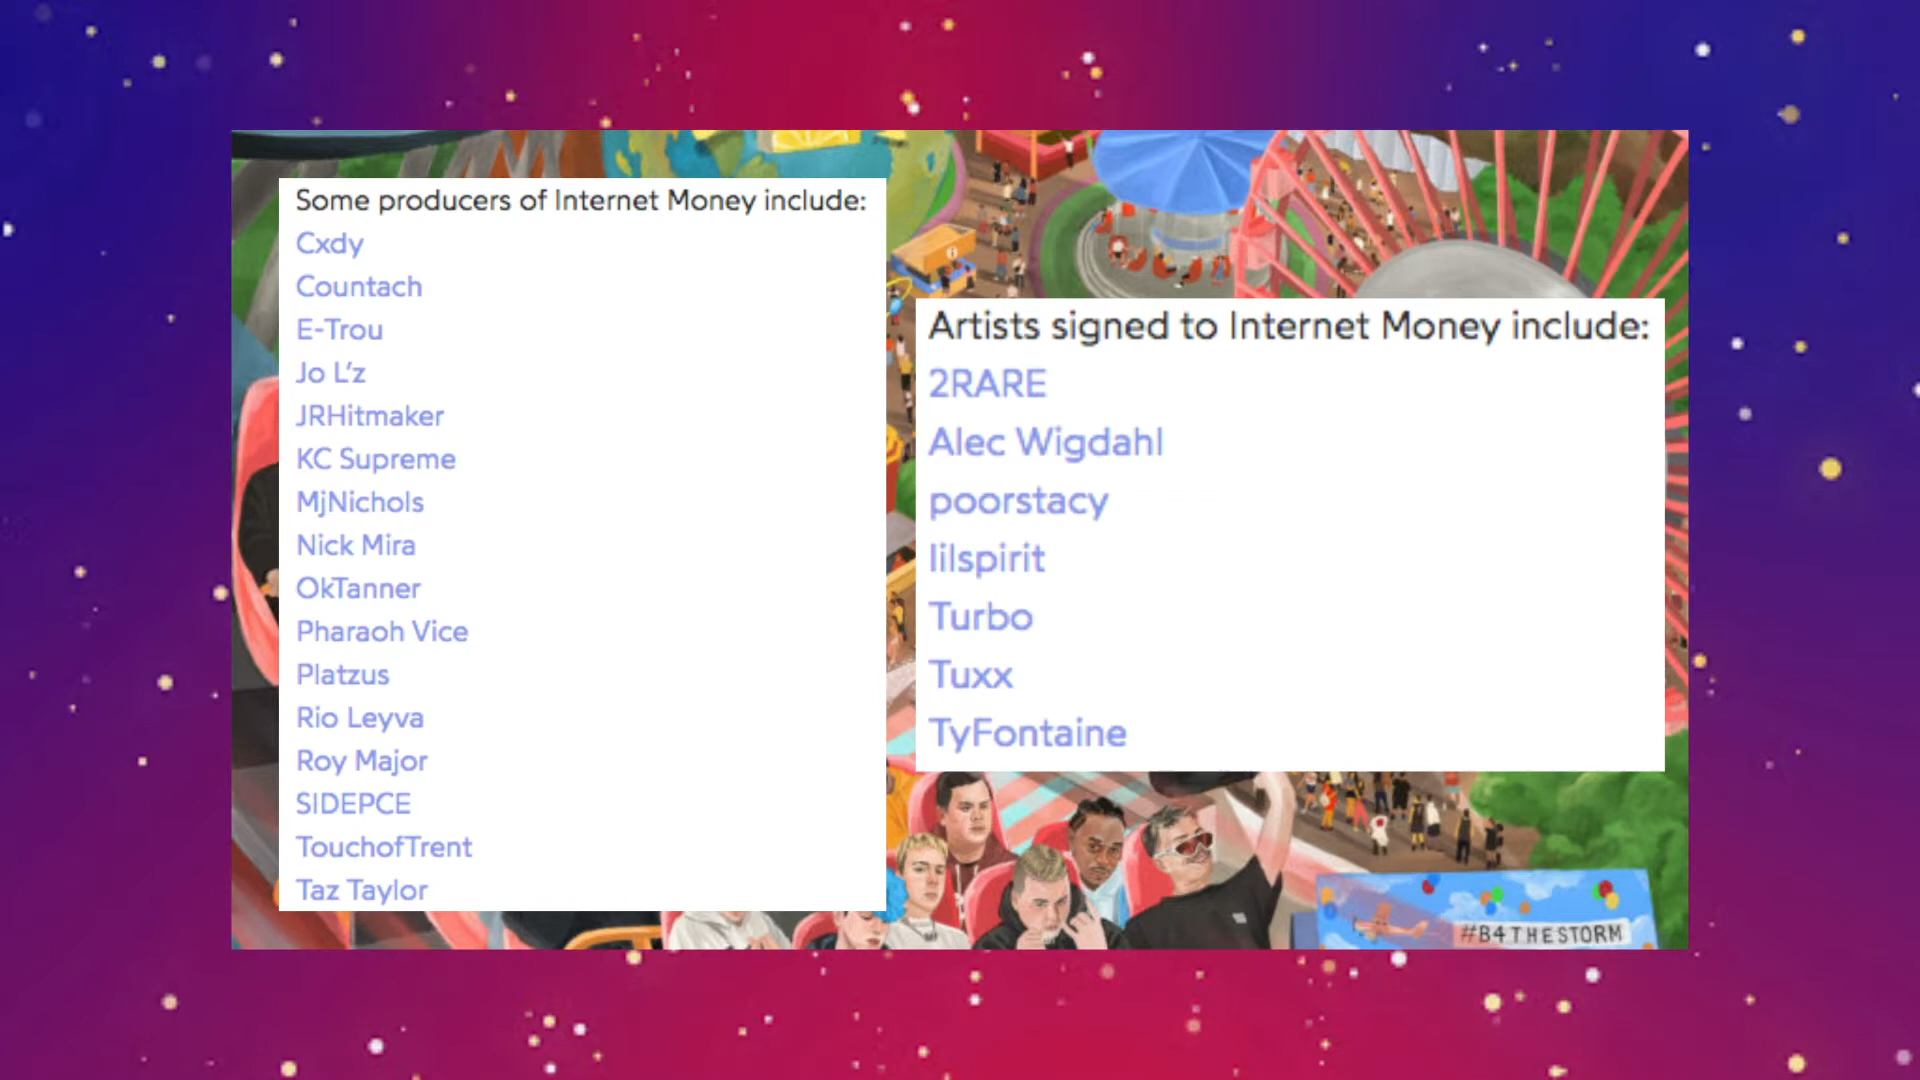 Some producers of Internet Money include:
Cxdy
Countach
E-Trou
Jo L’z
JRHitmaker
KC Supreme
MjNichols
Nick Mira
OkTanner
Pharaoh Vice
Platzus
Rio Leyva
Roy Major
SIDEPCE
TouchofTrent
Taz Taylor
Artists signed to Internet Money include:
2RARE
Alec Wigdahl
poorstacy
lilspirit
Turbo
Tuxx
TyFontaine
#B4THESTORM